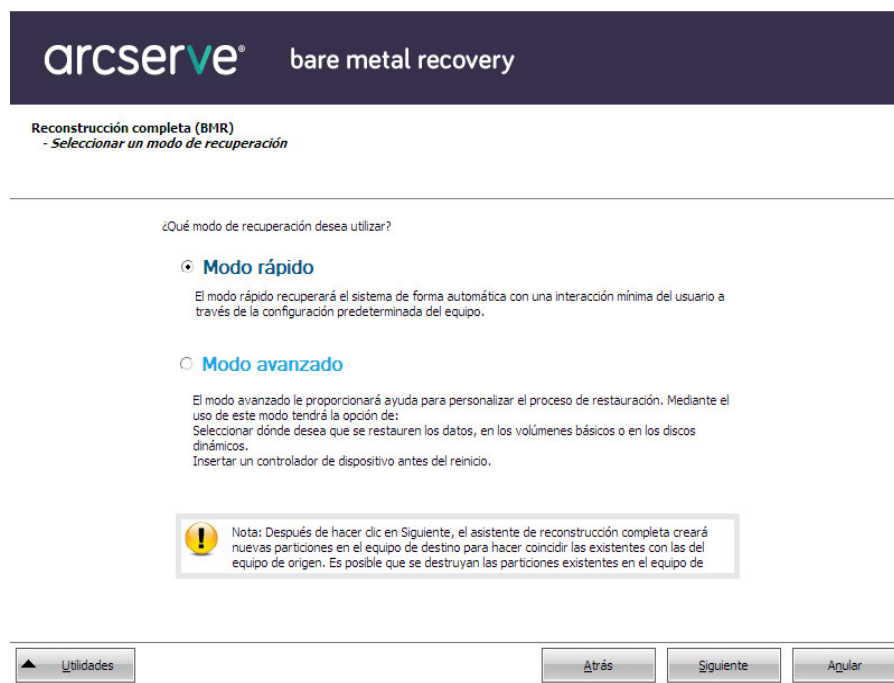 arcserve® bare metal recovery
Reconstrucción completa (BMR)
- Seleccionar un modo de recuperación
¿Qué modo de recuperación desea utilizar?
Modo rápido
El modo rápido recuperará el sistema de forma automática con una interacción mínima del usuario a
través de la configuración predeterminada del equipo.
Modo avanzado
El modo avanzado le proporcionará ayuda para personalizar el proceso de restauración. Mediante el
uso de este modo tendrá la opción de:
Seleccionar dónde desea que se restauren los datos, en los volúmenes básicos o en los discos
dinámicos.
Insertar un controlador de dispositivo antes del reinicio.
Nota: Después de hacer clic en Siguiente, el asistente de reconstrucción completa creará
nuevas particiones en el equipo de destino para hacer coincidir las existentes con las del
equipo de origen. Es posible que se destruyan las particiones existentes en el equipo de
Utilidades Atrás Siguiente Anular